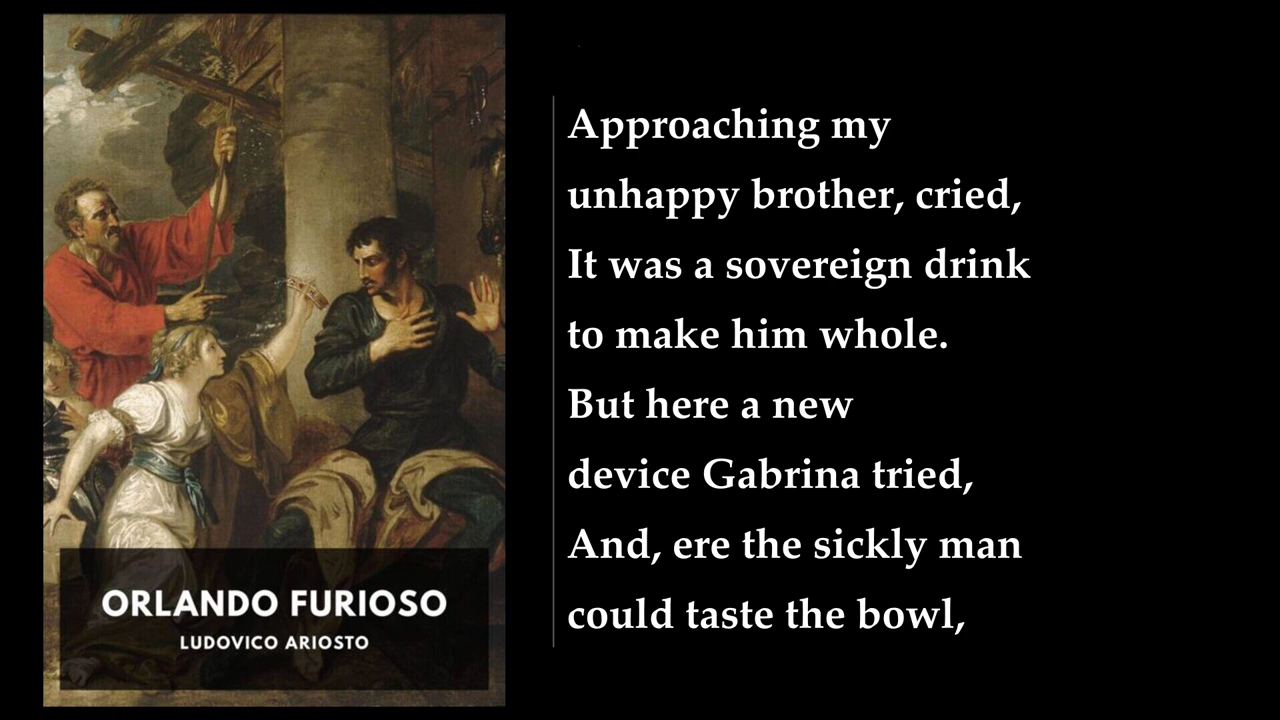 ORLANDO FURIOSO
LUDOVICO ARIOSTO
Approaching my
unhappy brother, cried,
It was a sovereign drink
to make him whole.
But here a new
device Gabrina tried,
And, ere the sickly man
could taste the bowl,